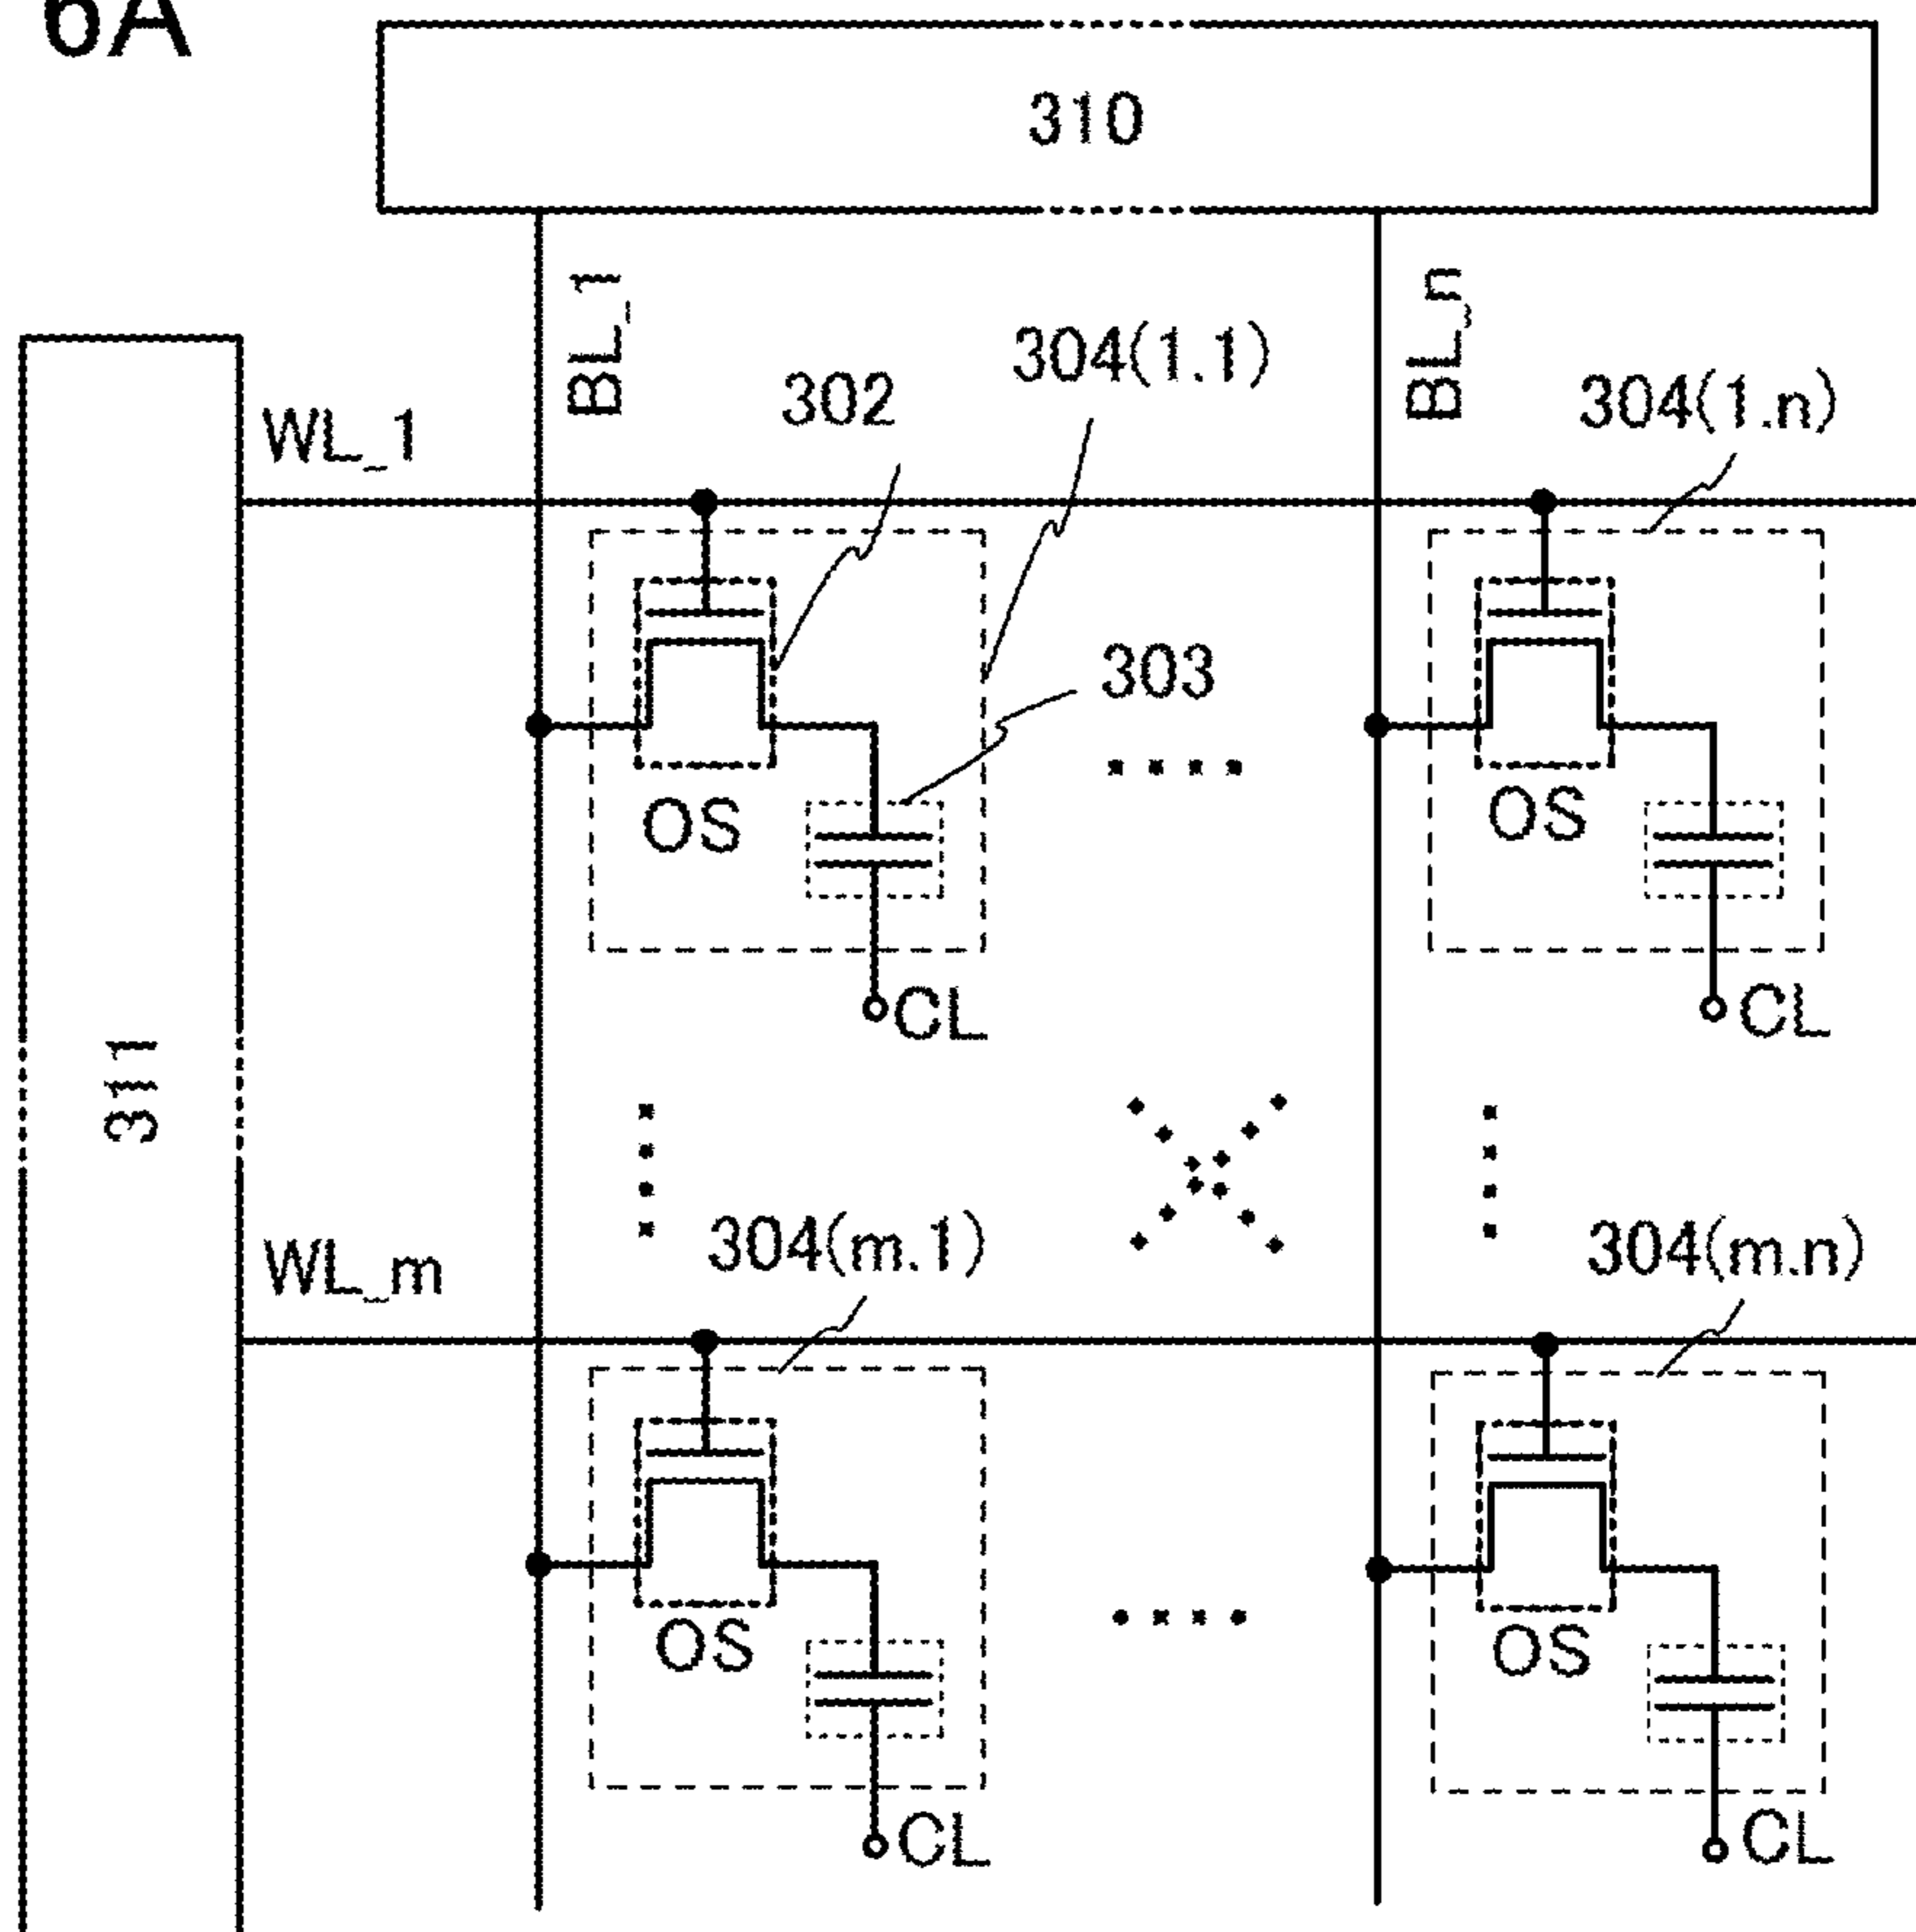 6A
310
BL_1
BL_n
304(1.1)
302
304(1.n)
WL_1
303
OS
OS
CL
CL
311
304(m.1)
304(m.n)
WL_m
OS
OS
CL
CL